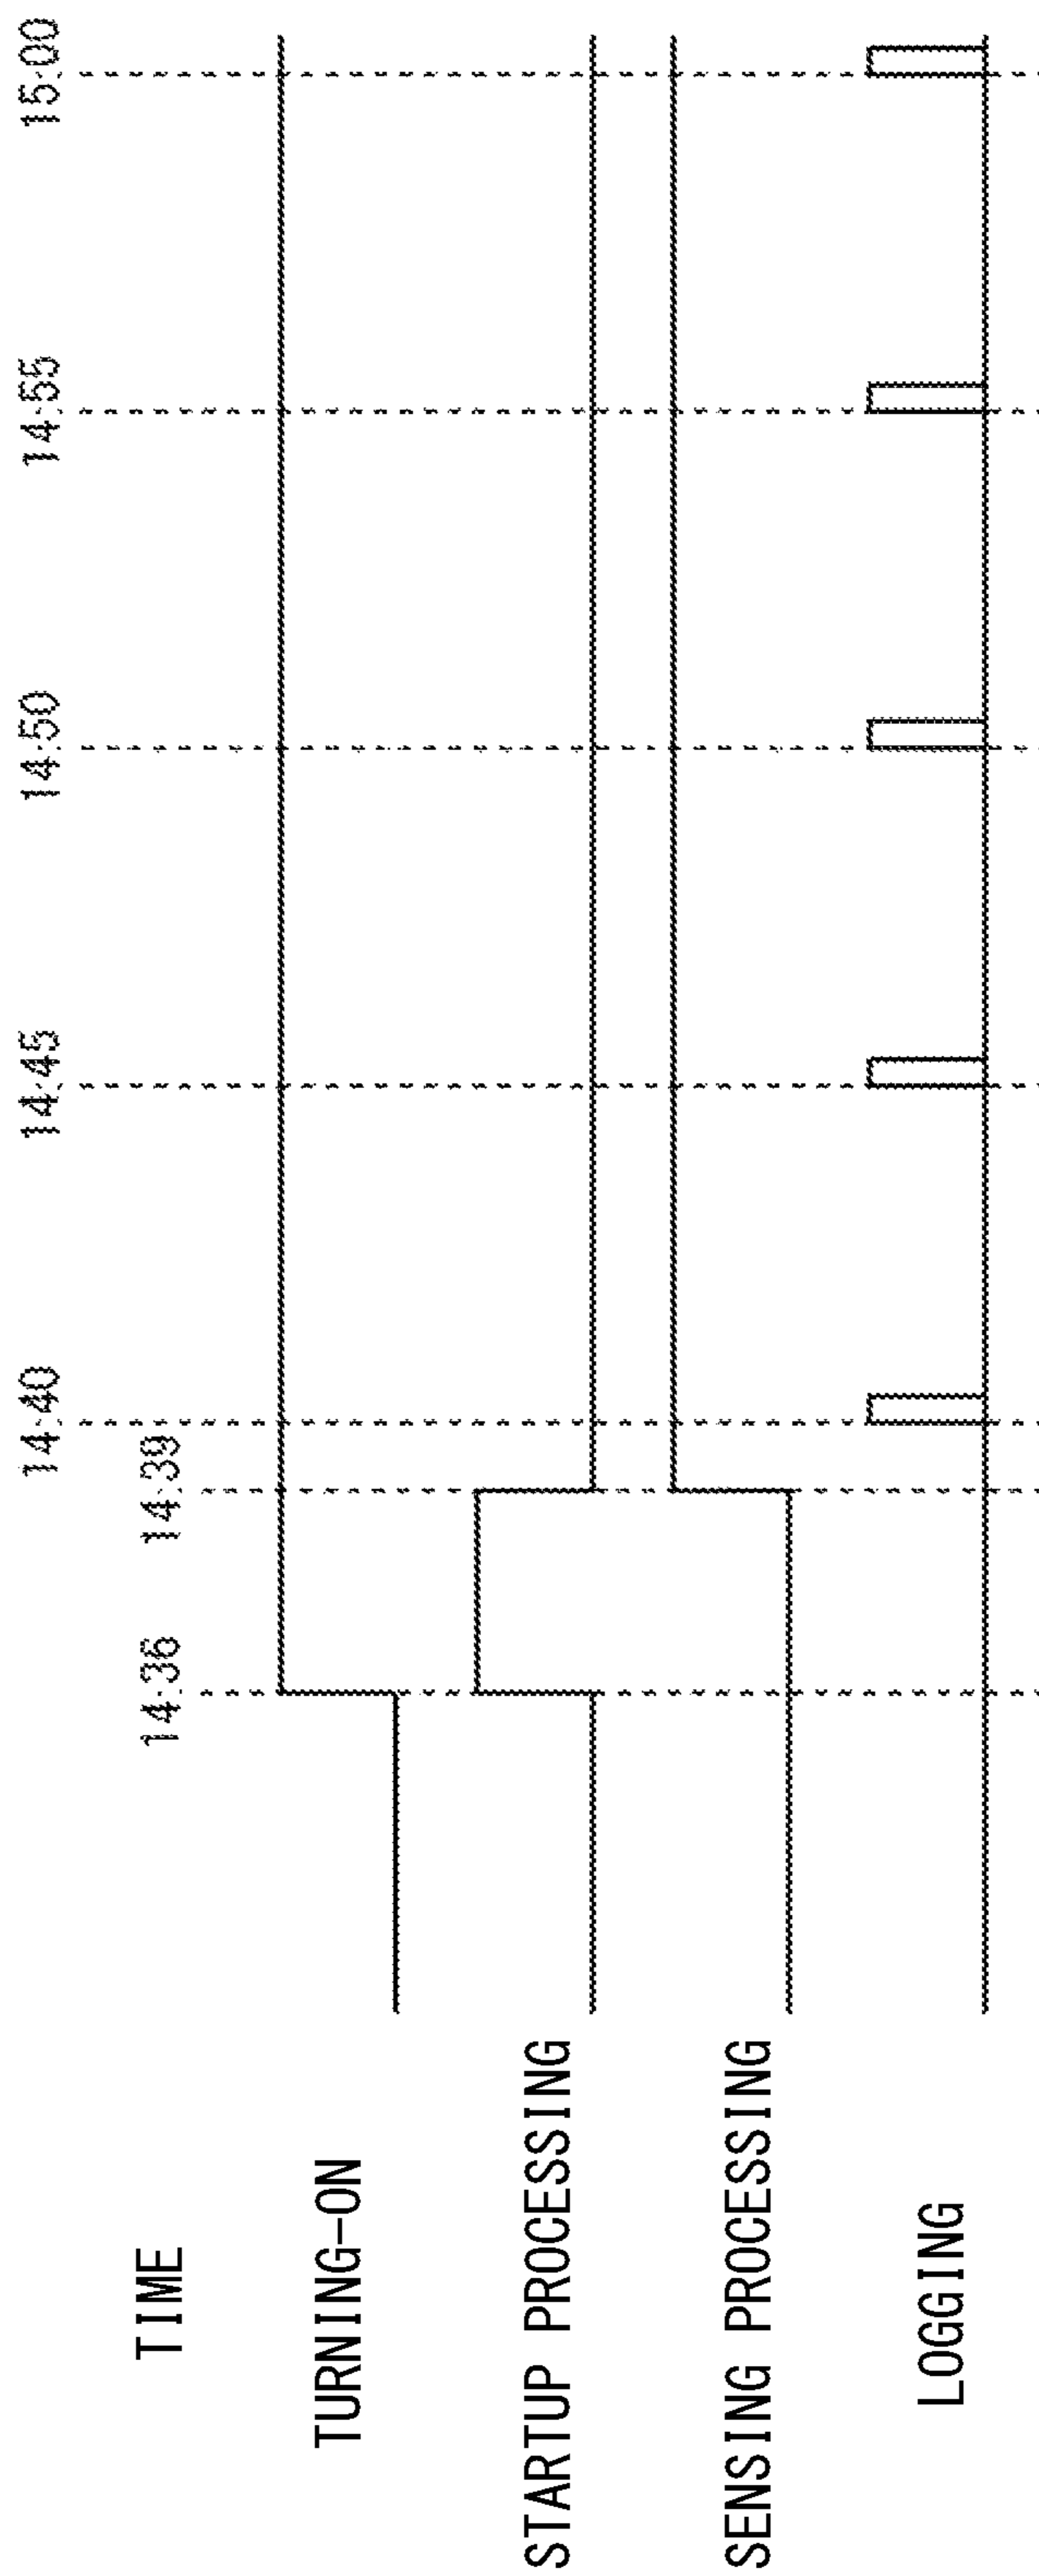 TIME
14:36
14:39
14:40
14:45
14:50
14:55
15:00
TURNING-ON
STARTUP PROCESSING
SENSING PROCESSING
LOGGING